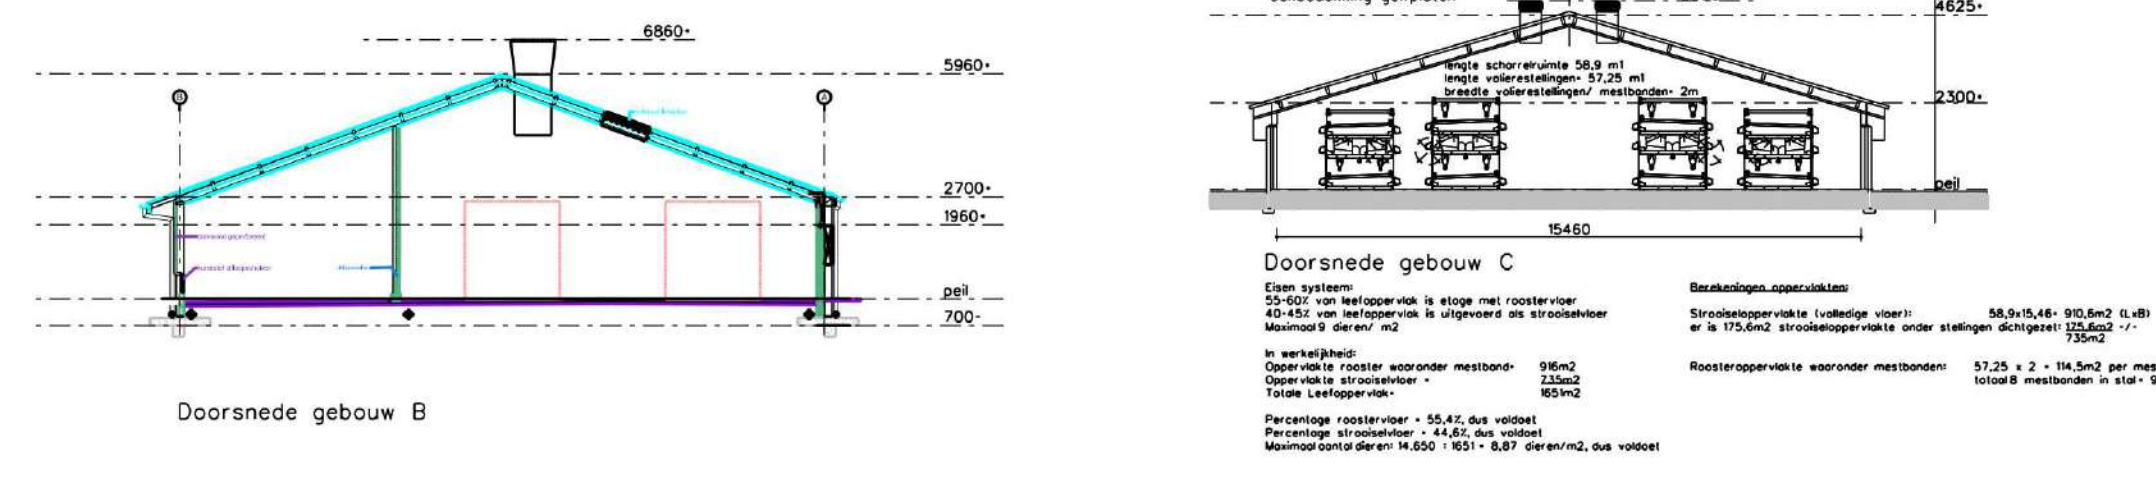 6860+
5960+
B
A
2700+
1960+
peil
700-
Doorsnede gebouw B
4625+
lengte scharrelruimte 58,9 m1
lengte volierestellingen= 57,25 m1
breedte volierestellingen/ mestbanden= 2m
2300+
peil
15460
Doorsnede gebouw C
Eisen systeem:
55-60% van leefoppervlak is etage met roostervloer
40-45% van leefoppervlak is uitgevoerd als strooiselvloer
Maximaal 9 dieren/ m2
In werkelijkheid:
Oppervlakte rooster waaronder mestband= 916m2
Oppervlakte strooiselvloer = 735m2
Totale Leefoppervlak= 1651m2
Percentage roostervloer = 55,4%, dus voldoet
Percentage strooiselvloer = 44,6%, dus voldoet
Maximaal aantal dieren: 14.650 : 1651 = 8,87 dieren/m2, dus voldoet
Berekeningen oppervlakten:
Strooiseloppervlakte (volledige vloer): 58,9x15,46= 910,6m2 (LxB)
er is 175,6m2 strooiseloppervlakte onder stellingen dichtgezet: 175,6m2 -/-
735m2
Roosteroppervlakte waaronder mestbanden: 57,25 x 2 = 114,5m2 per mes
totaal 8 mestbanden in stal= 9